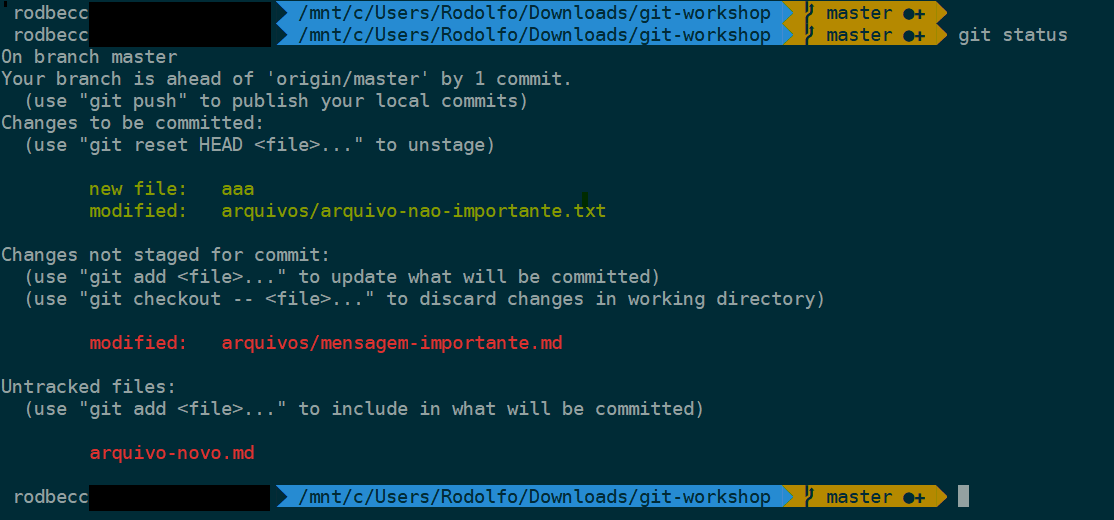 rodbecc /mnt/c/Users/Rodolfo/Downloads/git-workshop master ●+
rodbecc /mnt/c/Users/Rodolfo/Downloads/git-workshop master ●+ git status
On branch master
Your branch is ahead of 'origin/master' by 1 commit.
(use "git push" to publish your local commits)
Changes to be committed:
(use "git reset HEAD <file>..." to unstage)
new file: aaa
modified: arquivos/arquivo-nao-importante.txt
Changes not staged for commit:
(use "git add <file>..." to update what will be committed)
(use "git checkout -- <file>..." to discard changes in working directory)
modified: arquivos/mensagem-importante.md
Untracked files:
(use "git add <file>..." to include in what will be committed)
arquivo-novo.md
rodbecc /mnt/c/Users/Rodolfo/Downloads/git-workshop master ●+